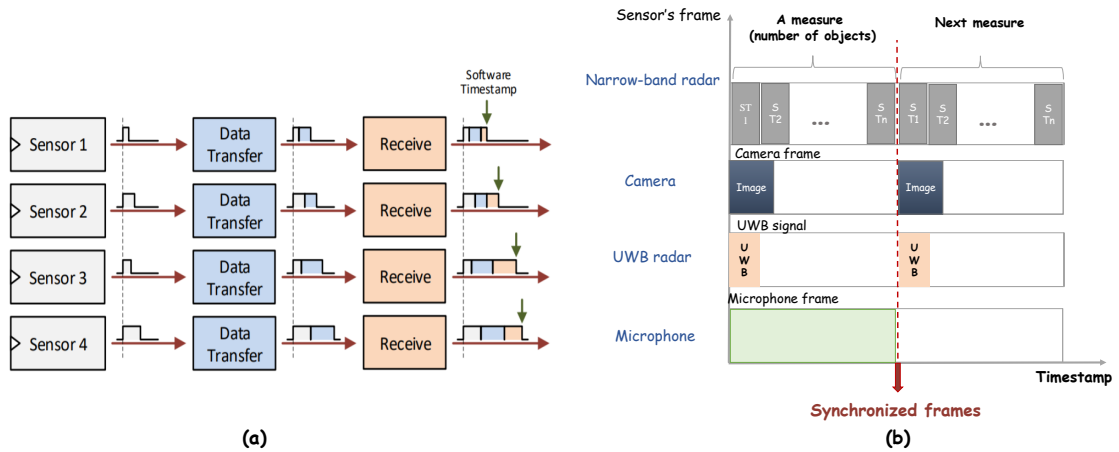 Software
Timestamp
Sensor 1
Data
Transfer
Receive
Sensor 2
Data
Transfer
Receive
Sensor 3
Data
Transfer
Receive
Sensor 4
Data
Transfer
Receive
(a)
Sensor's frame
A measure
(number of objects)
Next measure
Narrow-band radar
ST
1
S
T2
...
S
Tn
S
T1
S
T2
...
S
Tn
Camera frame
Camera
Image
Image
UWB signal
UWB radar
U
W
B
U
W
B
Microphone frame
Microphone
Timestamp
Synchronized frames
(b)